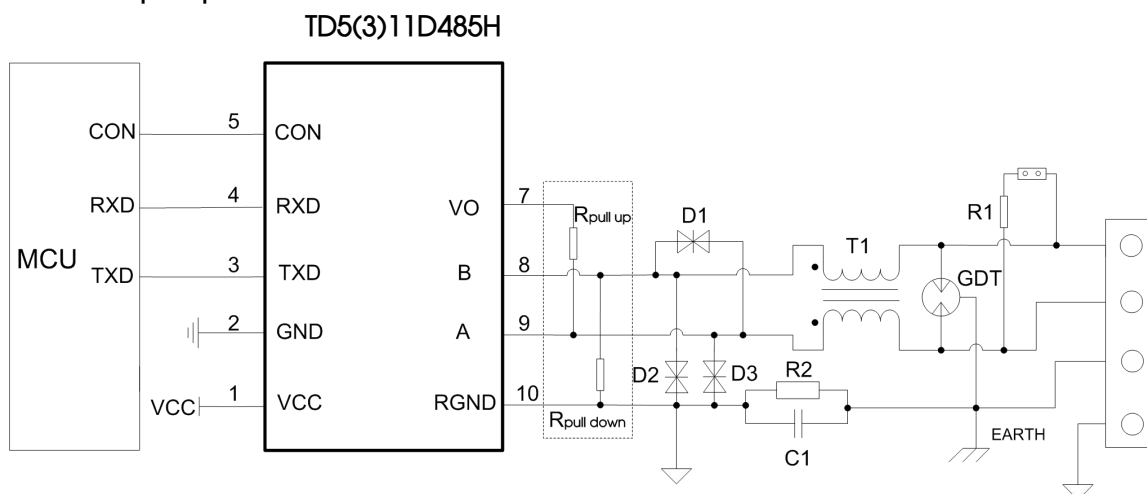 TD5(3)11D485H
MCU
CON
RXD
TXD
5
4
3
2
1
CON
RXD
TXD
GND
VCC
VCC
VO
B
A
RGND
7
8
9
10
Rpull up
Rpull down
D1
D2
D3
T1
R2
C1
GDT
R1
EARTH